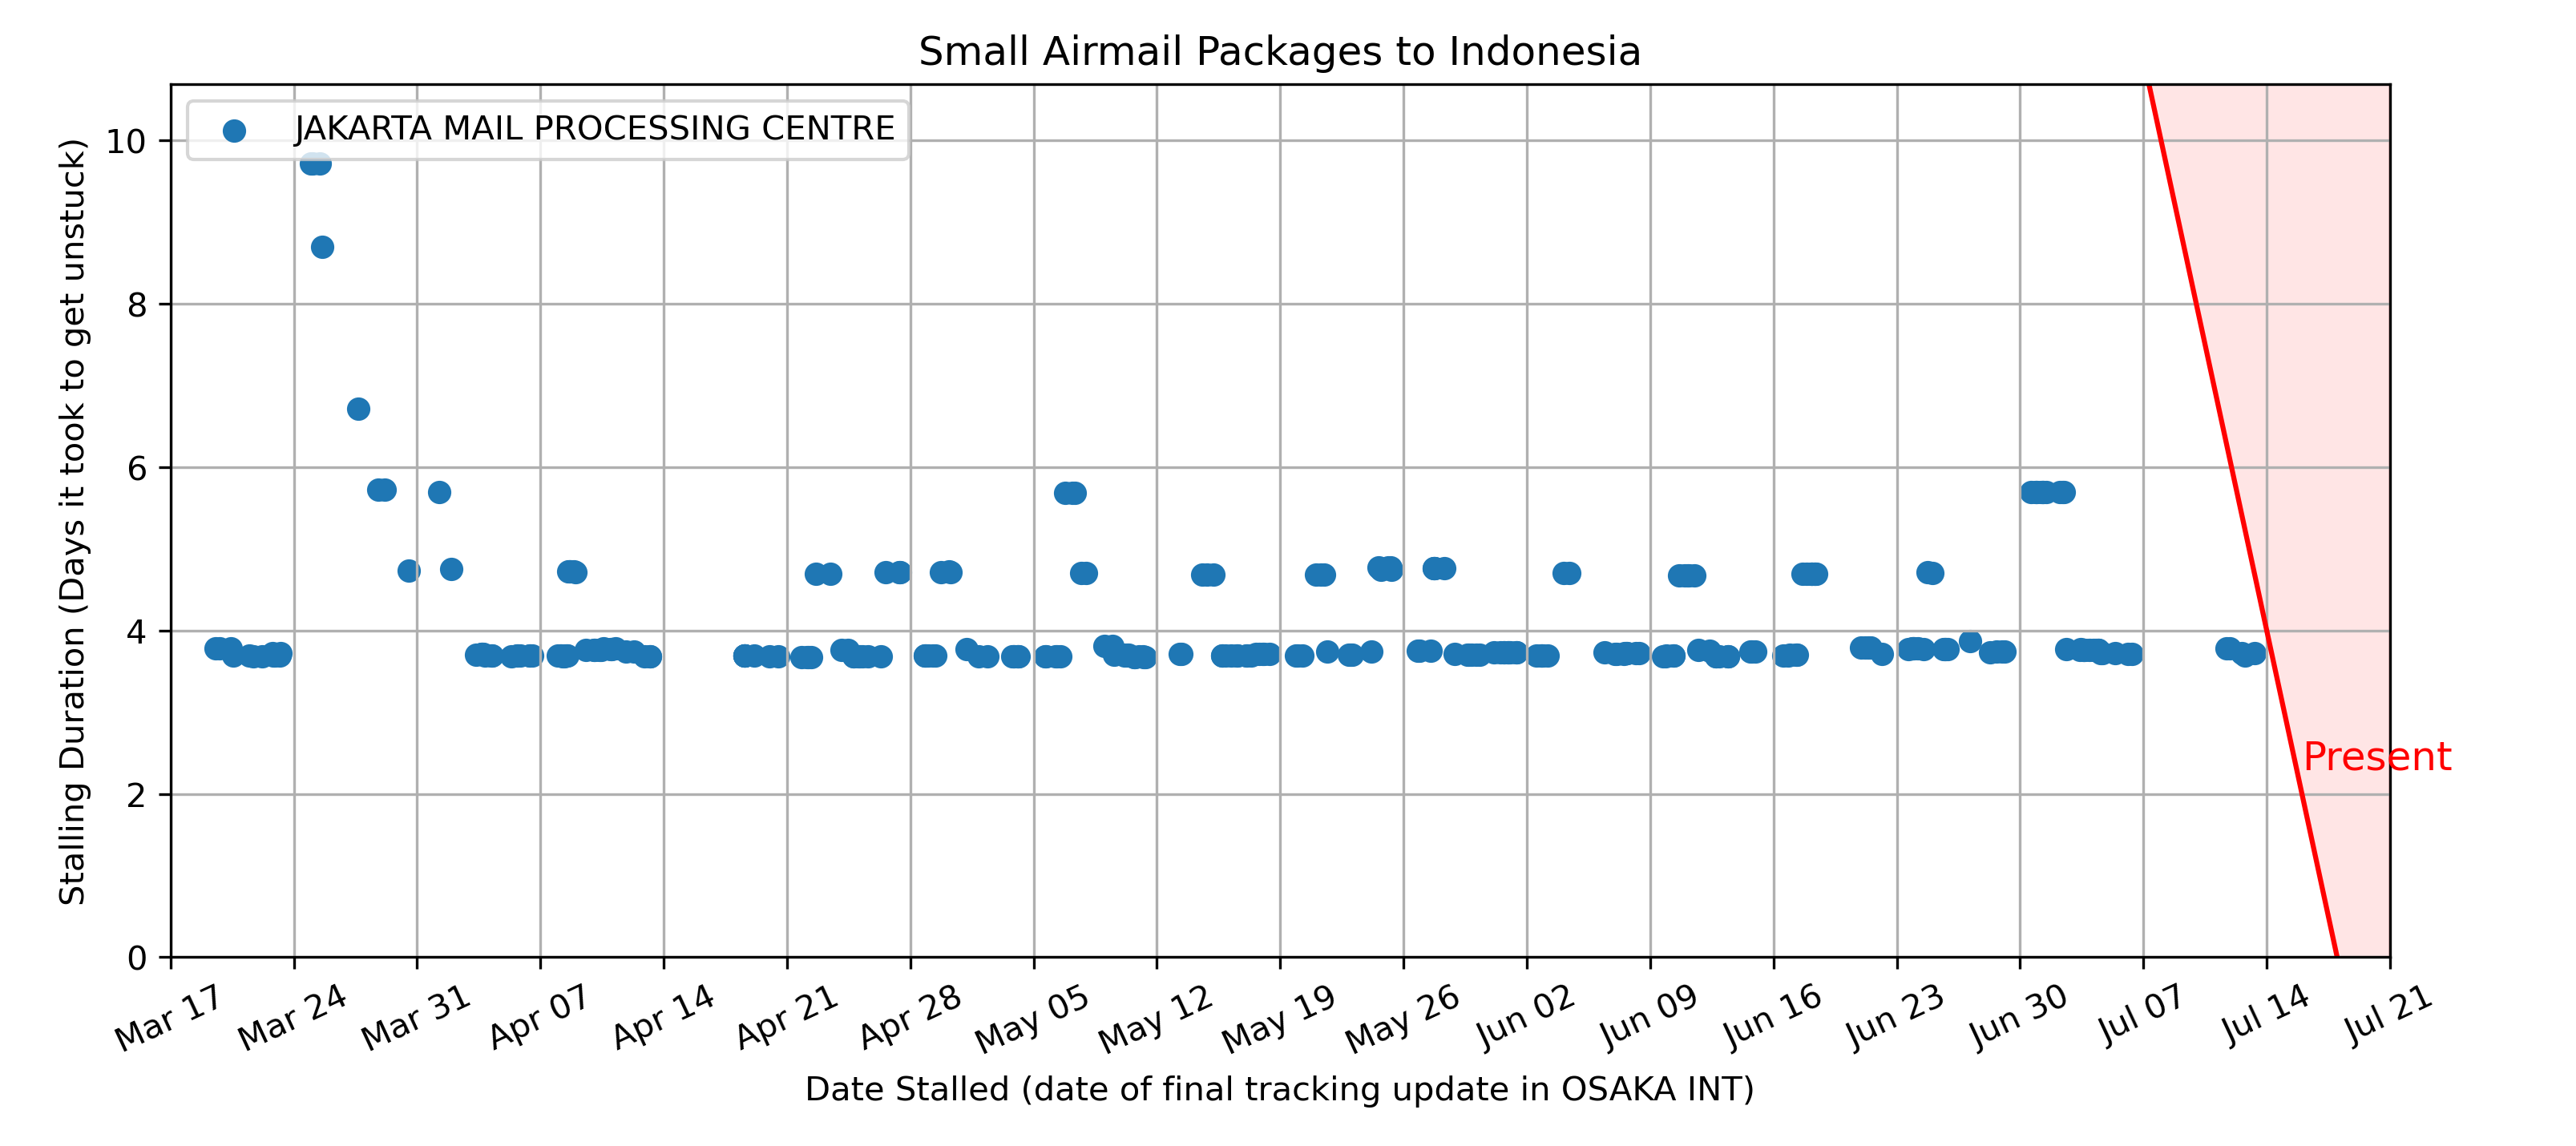 Small Airmail Packages to Indonesia
JAKARTA MAIL PROCESSING CENTRE
Stalling Duration (Days it took to get unstuck)
10
8
6
4
2
0
Present
Mar 17
Mar 24
Mar 31
Apr 07
Apr 14
Apr 21
Apr 28
May 05
May 12
May 19
May 26
Jun 02
Jun 09
Jun 16
Jun 23
Jun 30
Jul 07
Jul 14
Jul 21
Date Stalled (date of final tracking update in OSAKA INT)